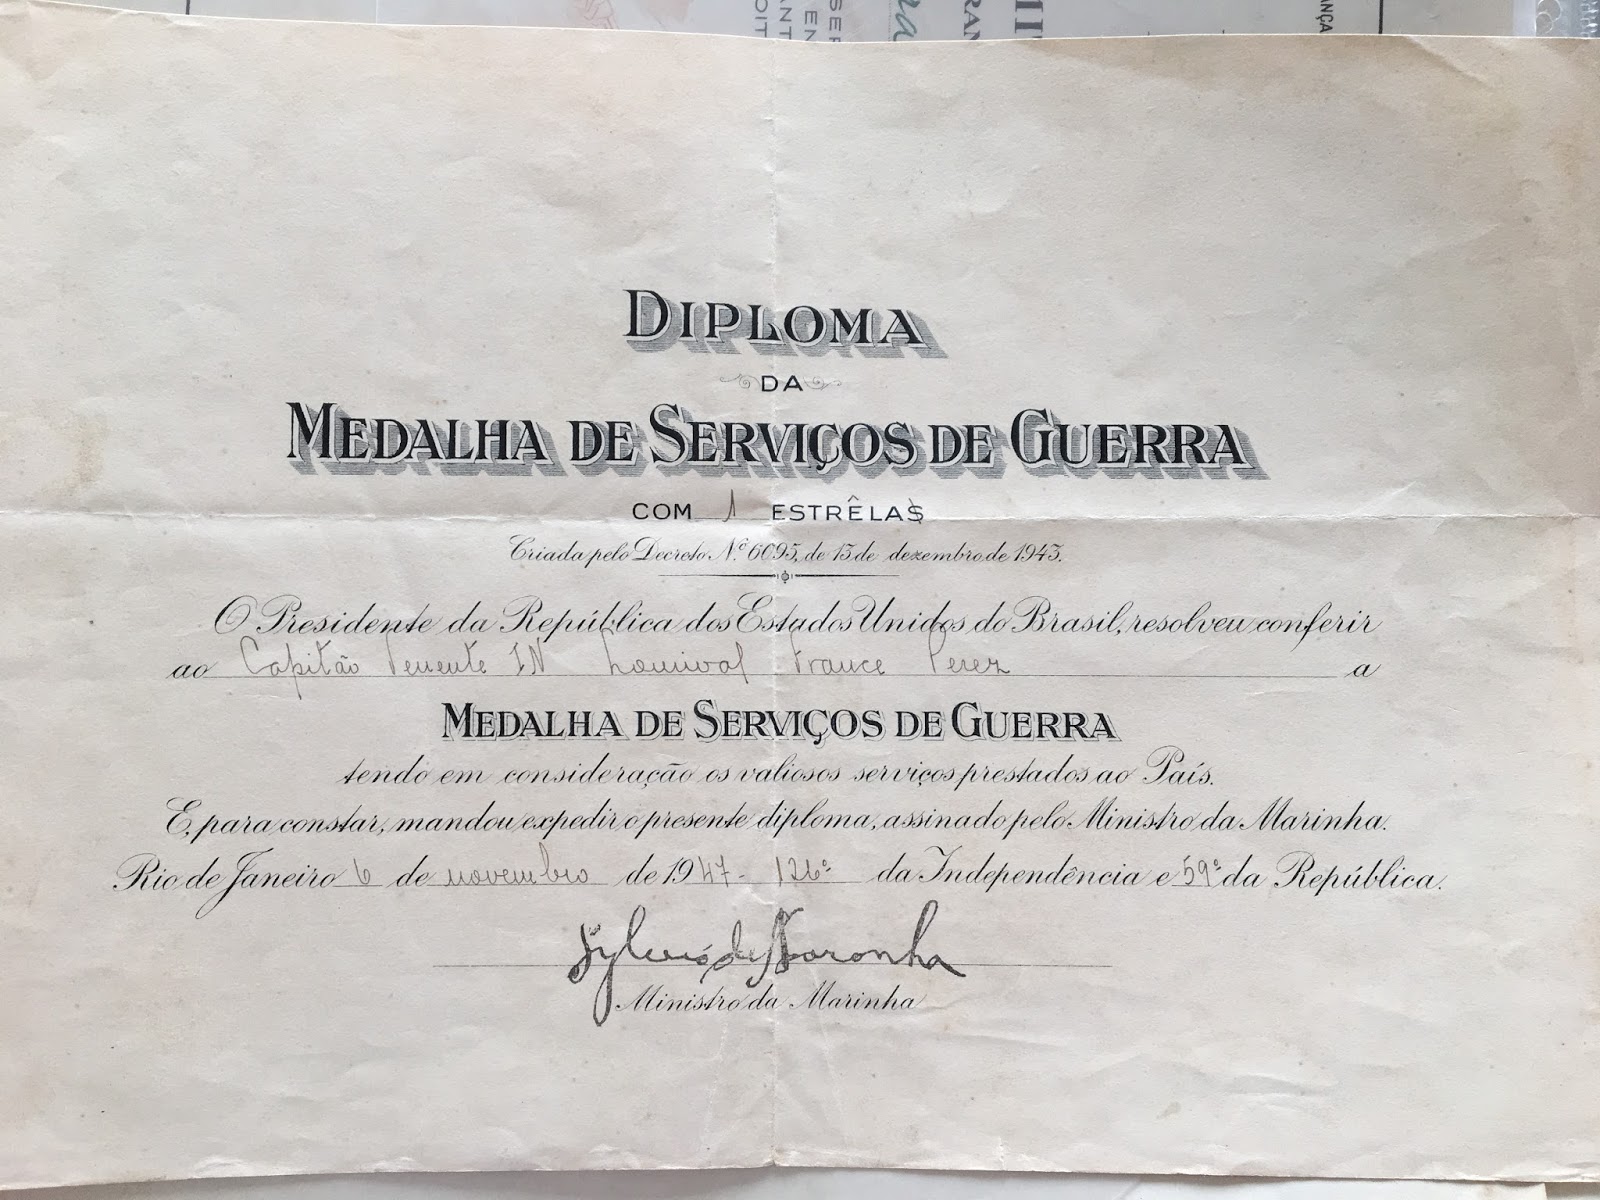 DIPLOMA
DA
MEDALHA DE SERVIÇOS DE GUERRA
COM 1 ESTRÊLAS
Criada pelo Decreto Nº 6095, de 13 de dezembro de 1943.
O Presidente da República dos Estados Unidos do Brasil, resolveu conferir
ao Capitão Tenente IN Lourival France Perez a
MEDALHA DE SERVIÇOS DE GUERRA
tendo em consideração os valiosos serviços prestados ao País.
E, para constar, mandou expedir o presente diploma, assinado pelo Ministro da Marinha.
Rio de Janeiro 6 de novembro de 1947 - 126º da Independência e 59º da República.
Sylvio de Noronha
Ministro da Marinha